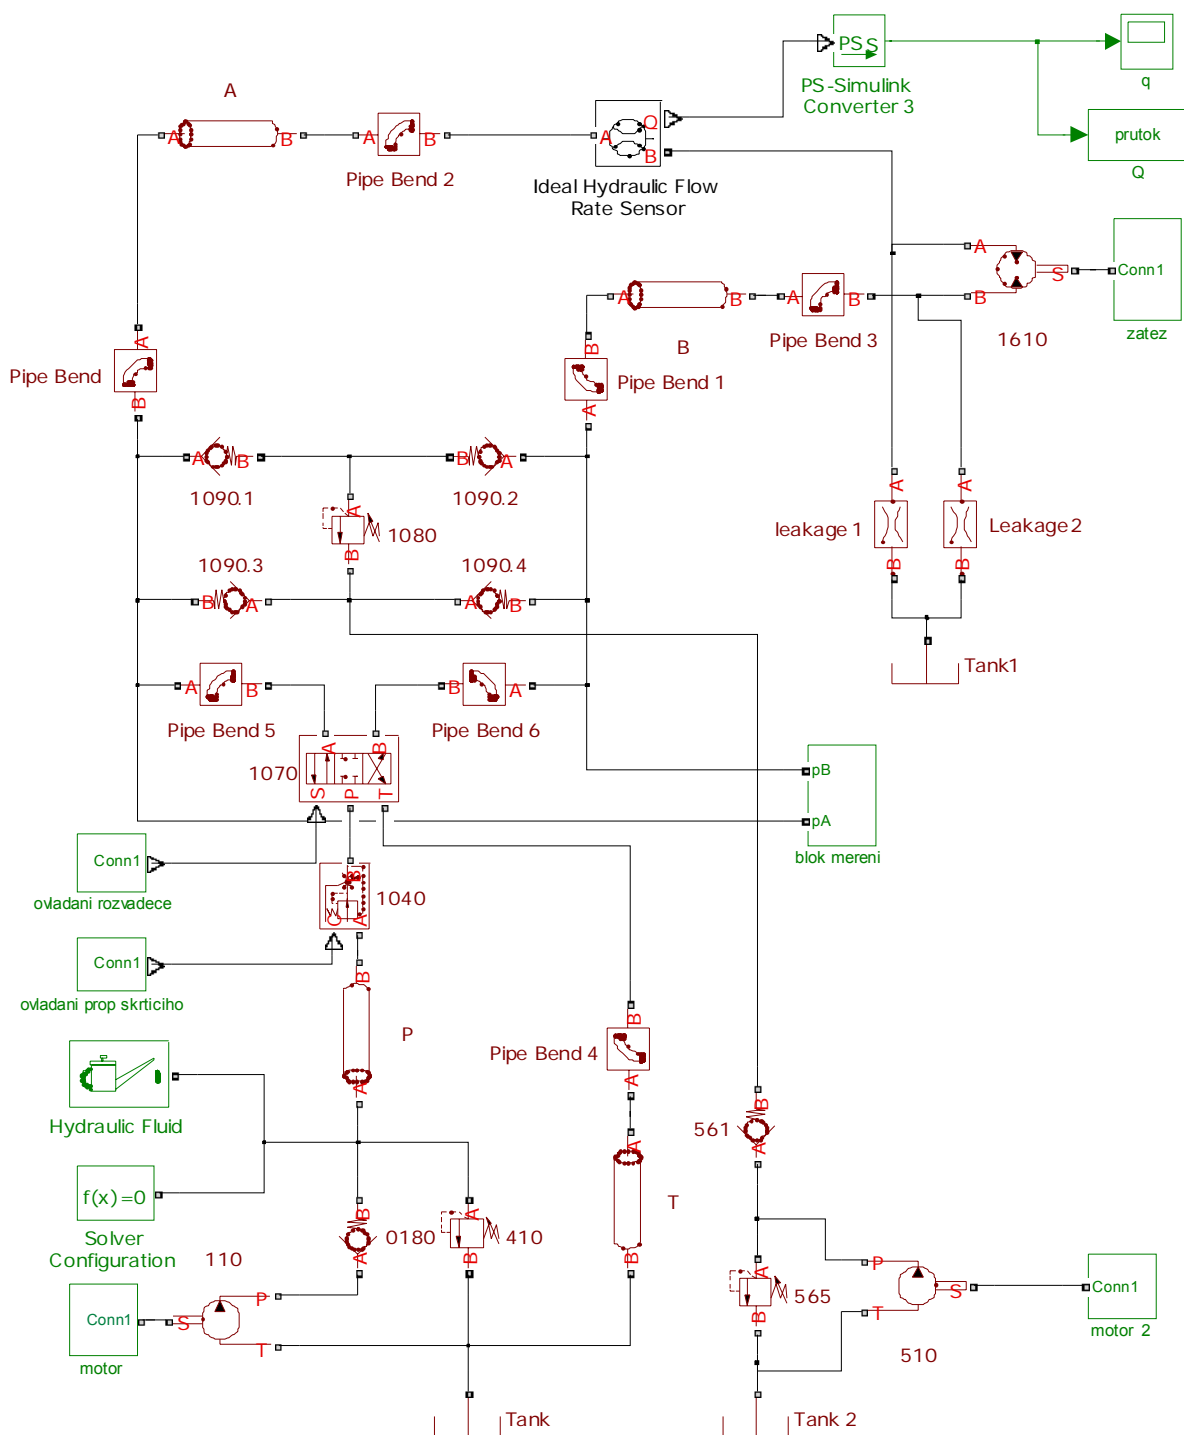 PS S
PS-Simulink
Converter 3
q
prutok
Q
A
A
B
A
B
Pipe Bend 2
A
Q
B
Ideal Hydraulic Flow
Rate Sensor
A
B
S
1610
Conn1
zatez
A
B
B
A
B
Pipe Bend 3
A
B
Pipe Bend
B
A
Pipe Bend 1
A
B
1090.1
B
A
1090.2
A
B
1080
1090.3
B
A
1090.4
A
B
A
B
leakage 1
A
B
Leakage2
Tank1
A
B
Pipe Bend 5
B
A
Pipe Bend 6
1070
A
B
S
P
T
pB
pA
blok mereni
Conn1
ovladani rozvadece
B
C
A
1040
Conn1
ovladani prop skrticiho
B
A
P
Pipe Bend 4
B
A
Hydraulic Fluid
f(x)=0
Solver
Configuration
B
A
561
A
B
T
B
A
0180
A
B
410
110
Conn1
motor
S
P
T
Tank
A
B
565
P
T
S
510
Conn1
motor 2
Tank 2